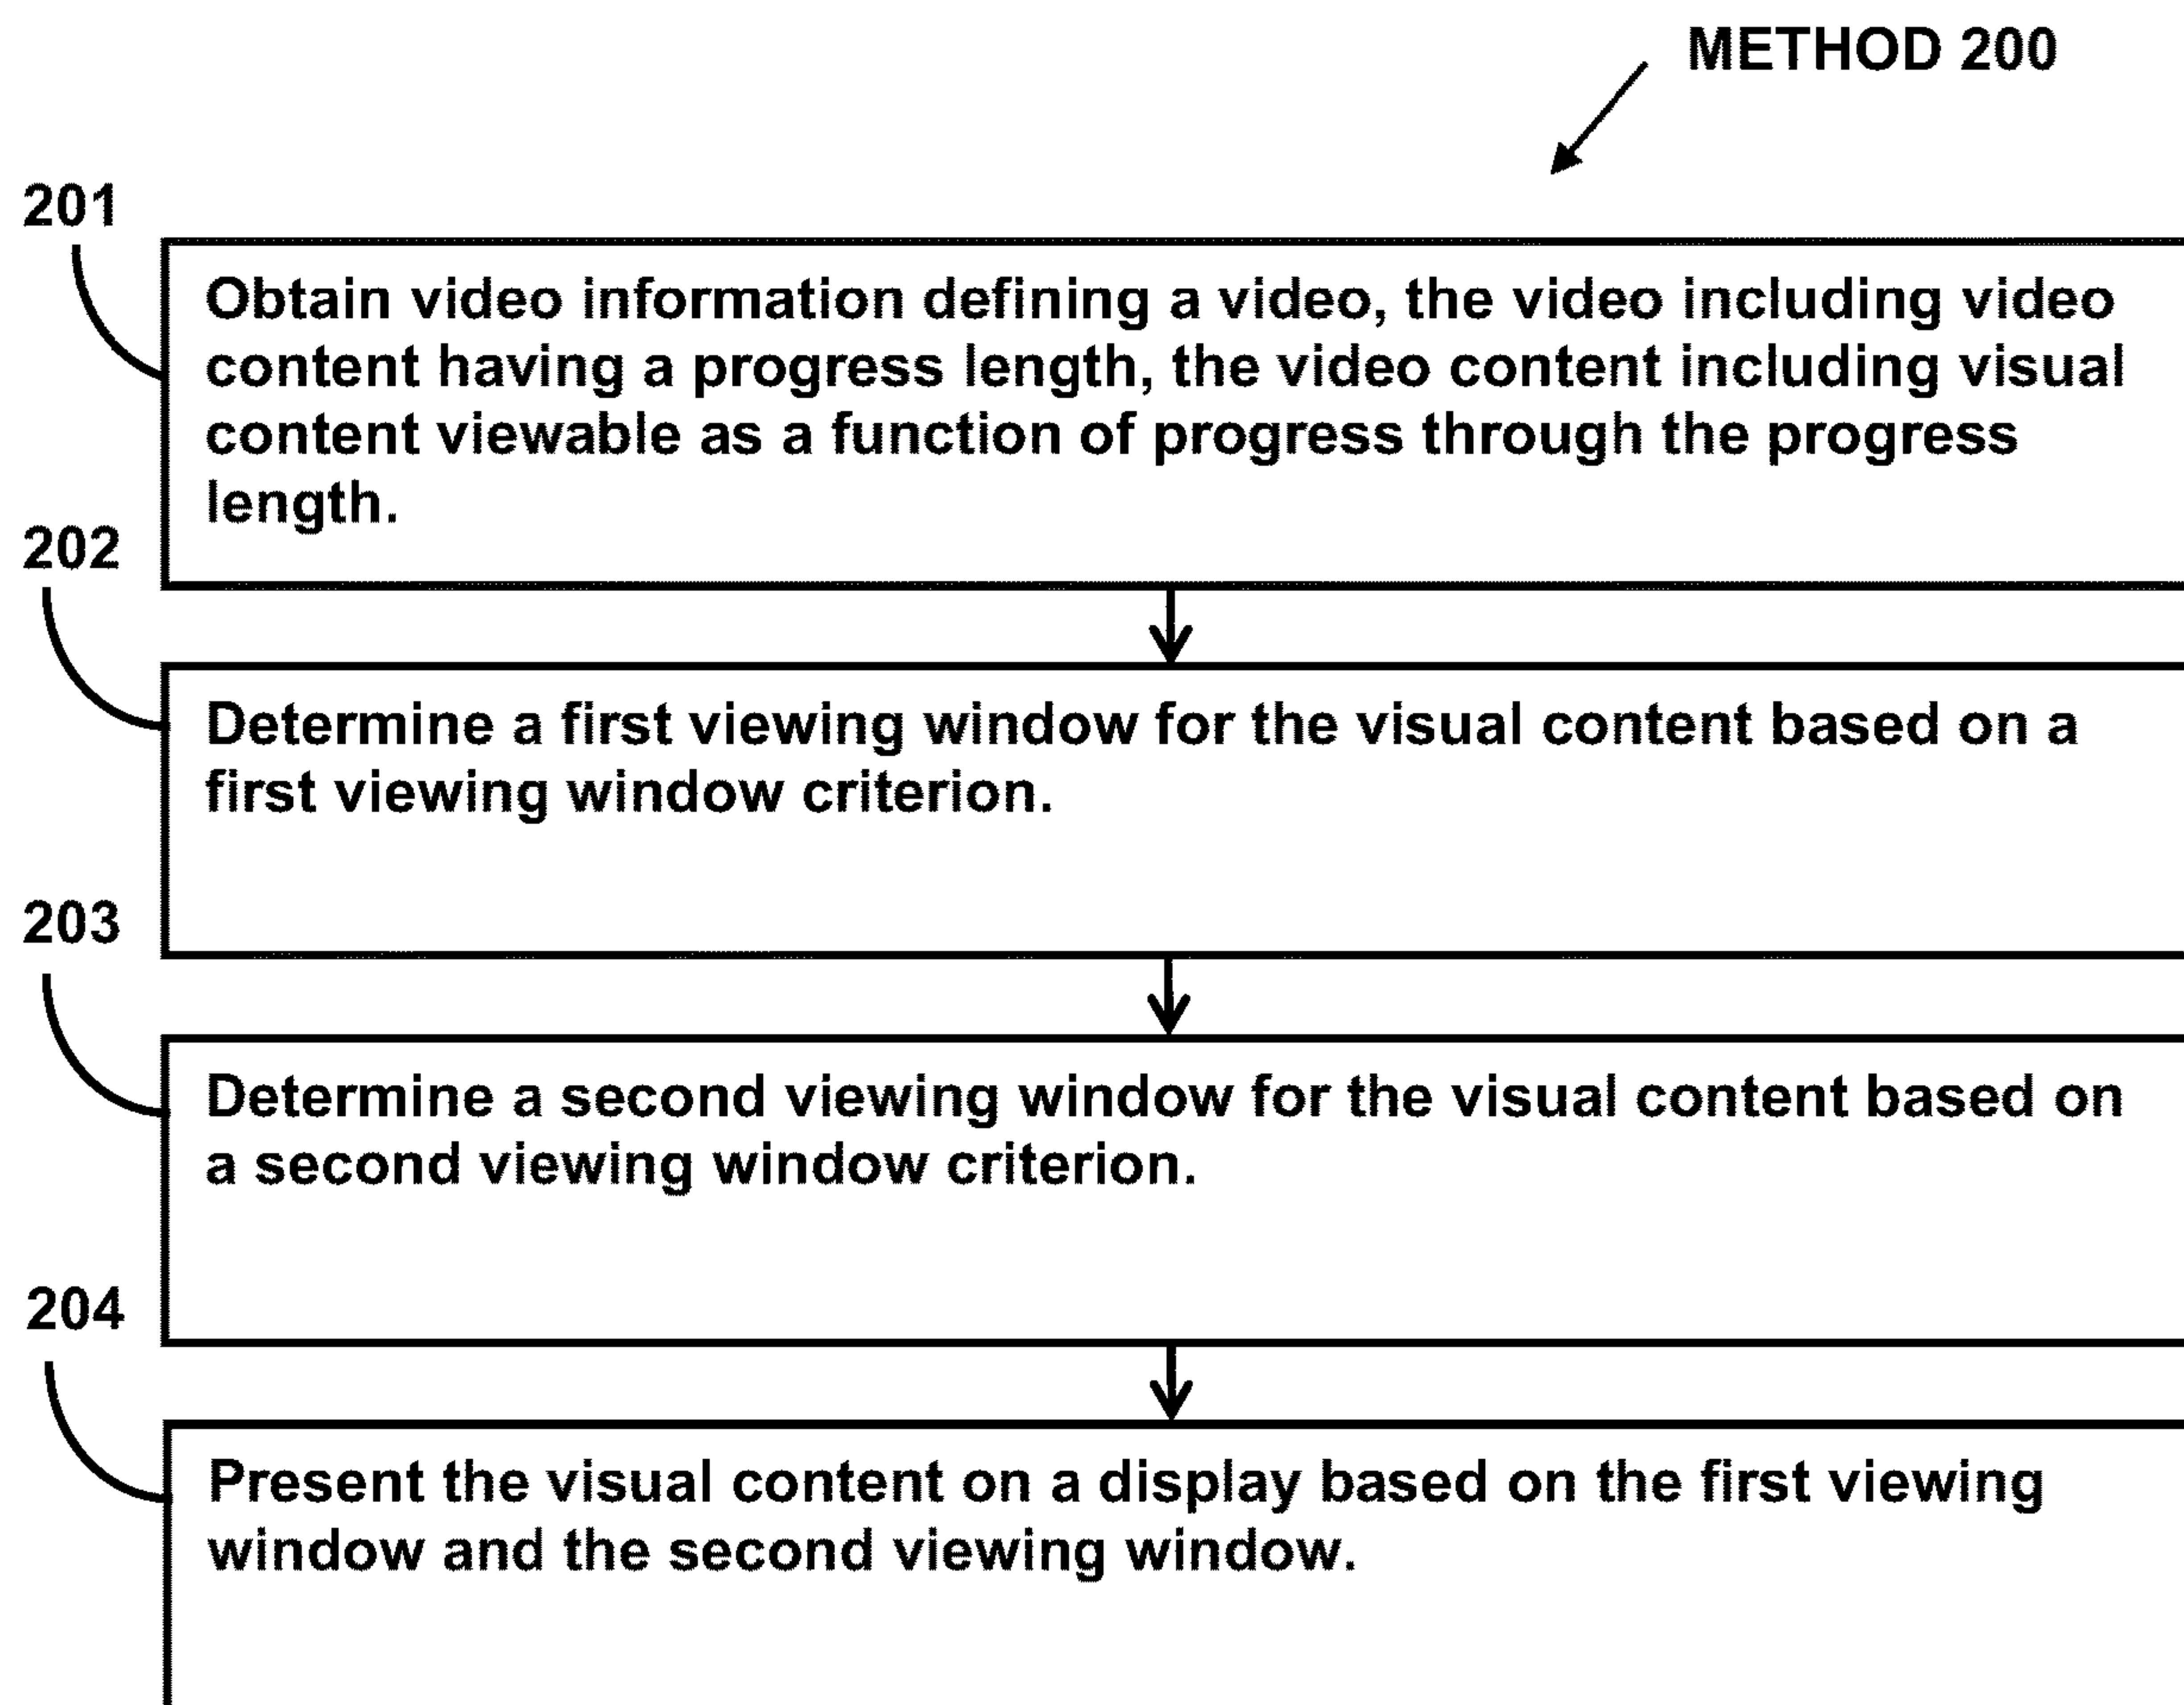 METHOD 200
201
Obtain video information defining a video, the video including video
content having a progress length, the video content including visual
content viewable as a function of progress through the progress
length.
202
Determine a first viewing window for the visual content based on a
first viewing window criterion.
203
Determine a second viewing window for the visual content based on
a second viewing window criterion.
204
Present the visual content on a display based on the first viewing
window and the second viewing window.